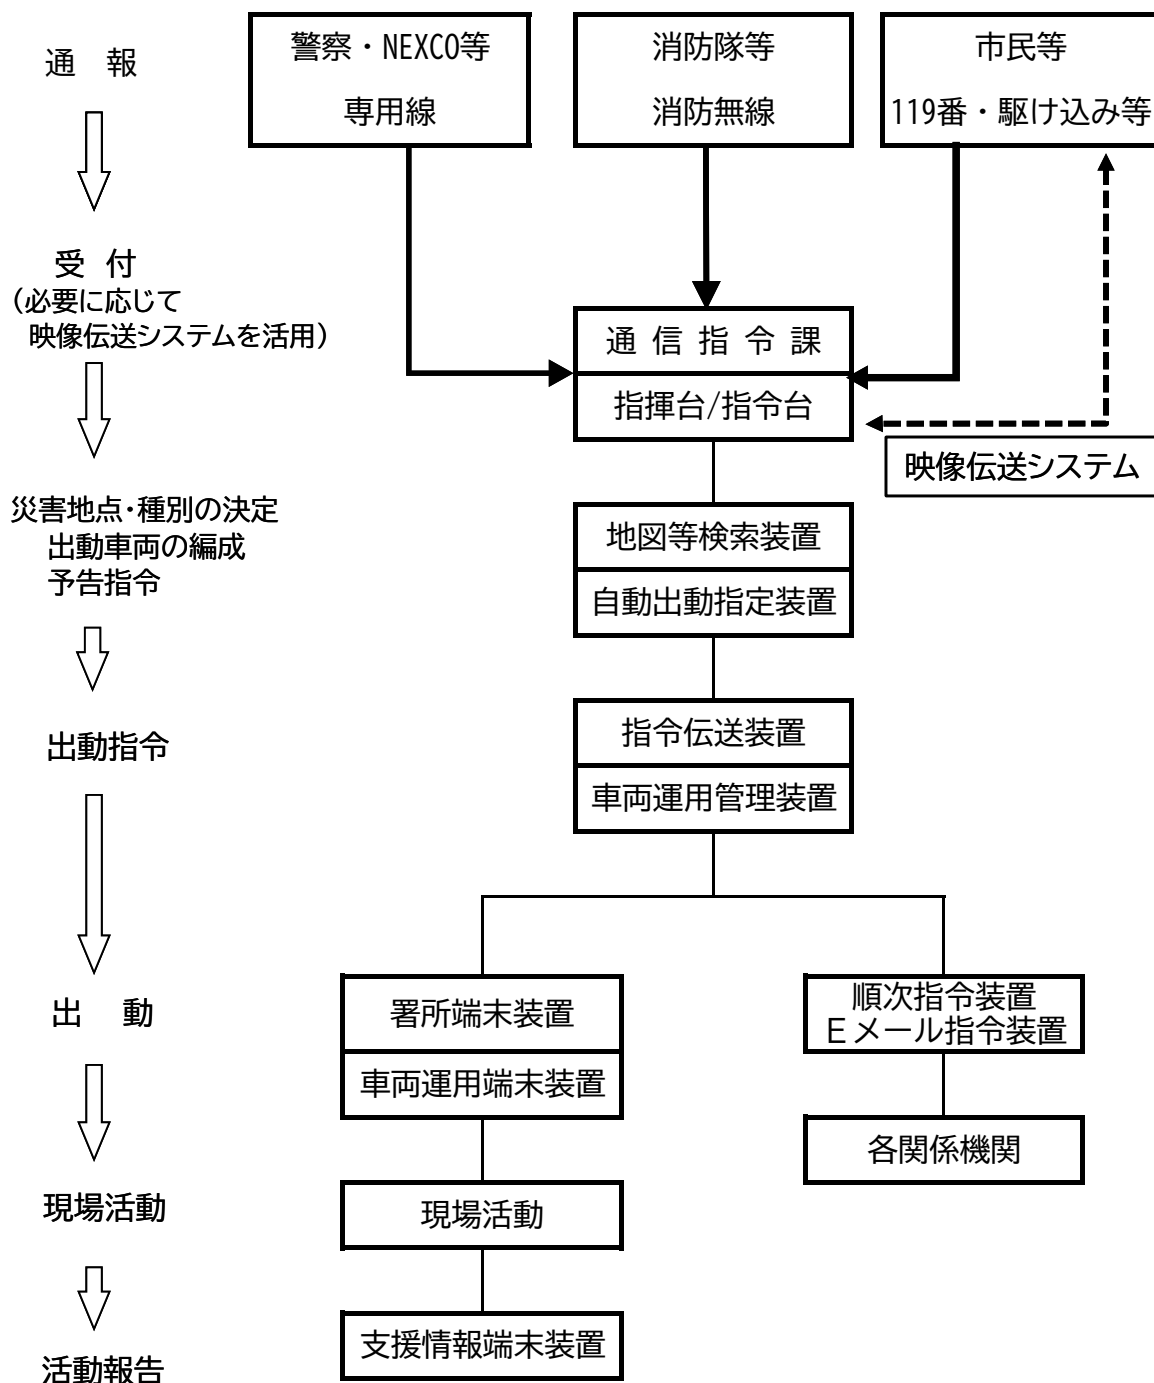 通　報
受　付
（必要に応じて
映像伝送システムを活用）
災害地点・種別の決定
出動車両の編成
予告指令
出動指令
出　動
現場活動
活動報告
警察・NEXCO等
専用線
消防隊等
消防無線
市民等
119番・駆け込み等
通 信 指 令 課
指揮台/指令台
映像伝送システム
地図等検索装置
自動出動指定装置
指令伝送装置
車両運用管理装置
署所端末装置
車両運用端末装置
順次指令装置
Ｅメール指令装置
各関係機関
現場活動
支援情報端末装置